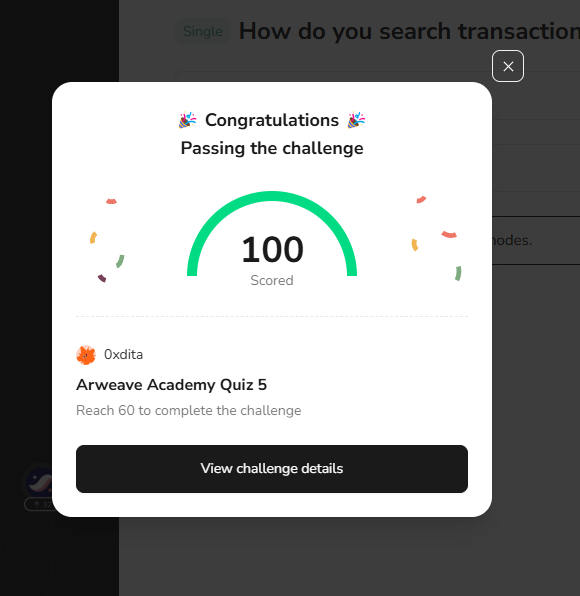 Single How do you search transaction
Congratulations
Passing the challenge
nodes.
100
Scored
0xdita
Arweave Academy Quiz 5
Reach 60 to complete the challenge
View challenge details